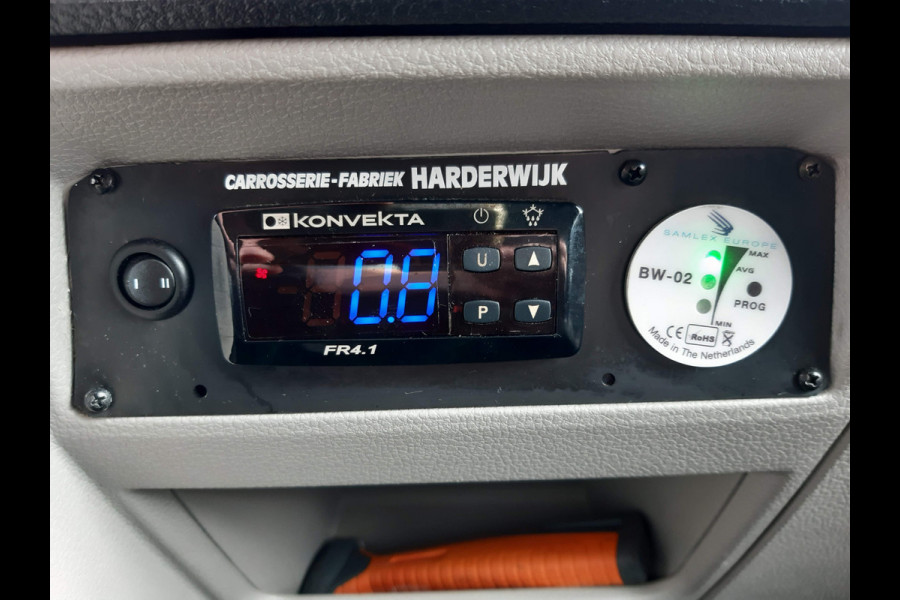 CARROSSERIE-FABRIEK HARDERWIJK
KONVEKTA
0.8
U
P
FR4.1
I II
SAMLEX EUROPE
BW-02
MAX
AVG
PROG
MIN
CE RoHS
Made in The Netherlands